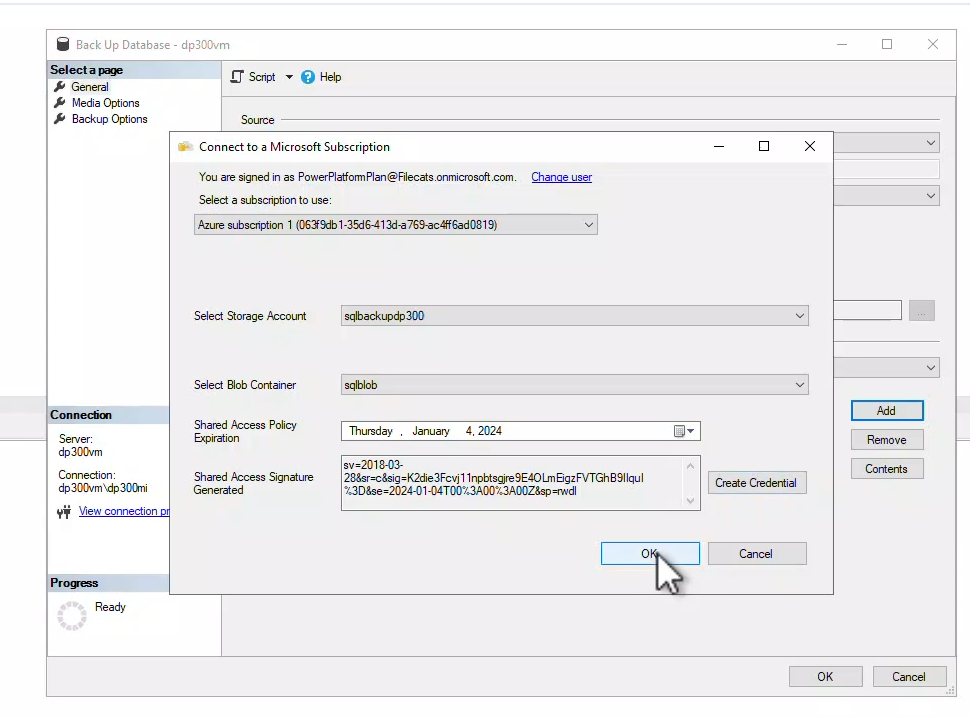 Back Up Database - dp300vm
Select a page
General
Media Options
Backup Options
Script
Help
Source
Connect to a Microsoft Subscription
You are signed in as PowerPlatformPlan@Filecats.onmicrosoft.com.
Change user
Select a subscription to use:
Azure subscription 1 (063f9db1-35d6-413d-a769-ac4ff6ad0819)
Select Storage Account
sqlbackupdp300
...
Select Blob Container
sqlblob
Shared Access Policy
Expiration
Thursday , January 4, 2024
Shared Access Signature
Generated
sv=2018-03-
28&sr=c&sig=K2die3Fcvj11npbtsgjre9E4OLmEigzFVTGhB9IIquI
%3D&se=2024-01-04T00%3A00%3A00Z&sp=rwdl
Create Credential
OK
Cancel
Add
Remove
Contents
Connection
Server:
dp300vm
Connection:
dp300vm\dp300mi
View connection pr
Progress
Ready
OK
Cancel